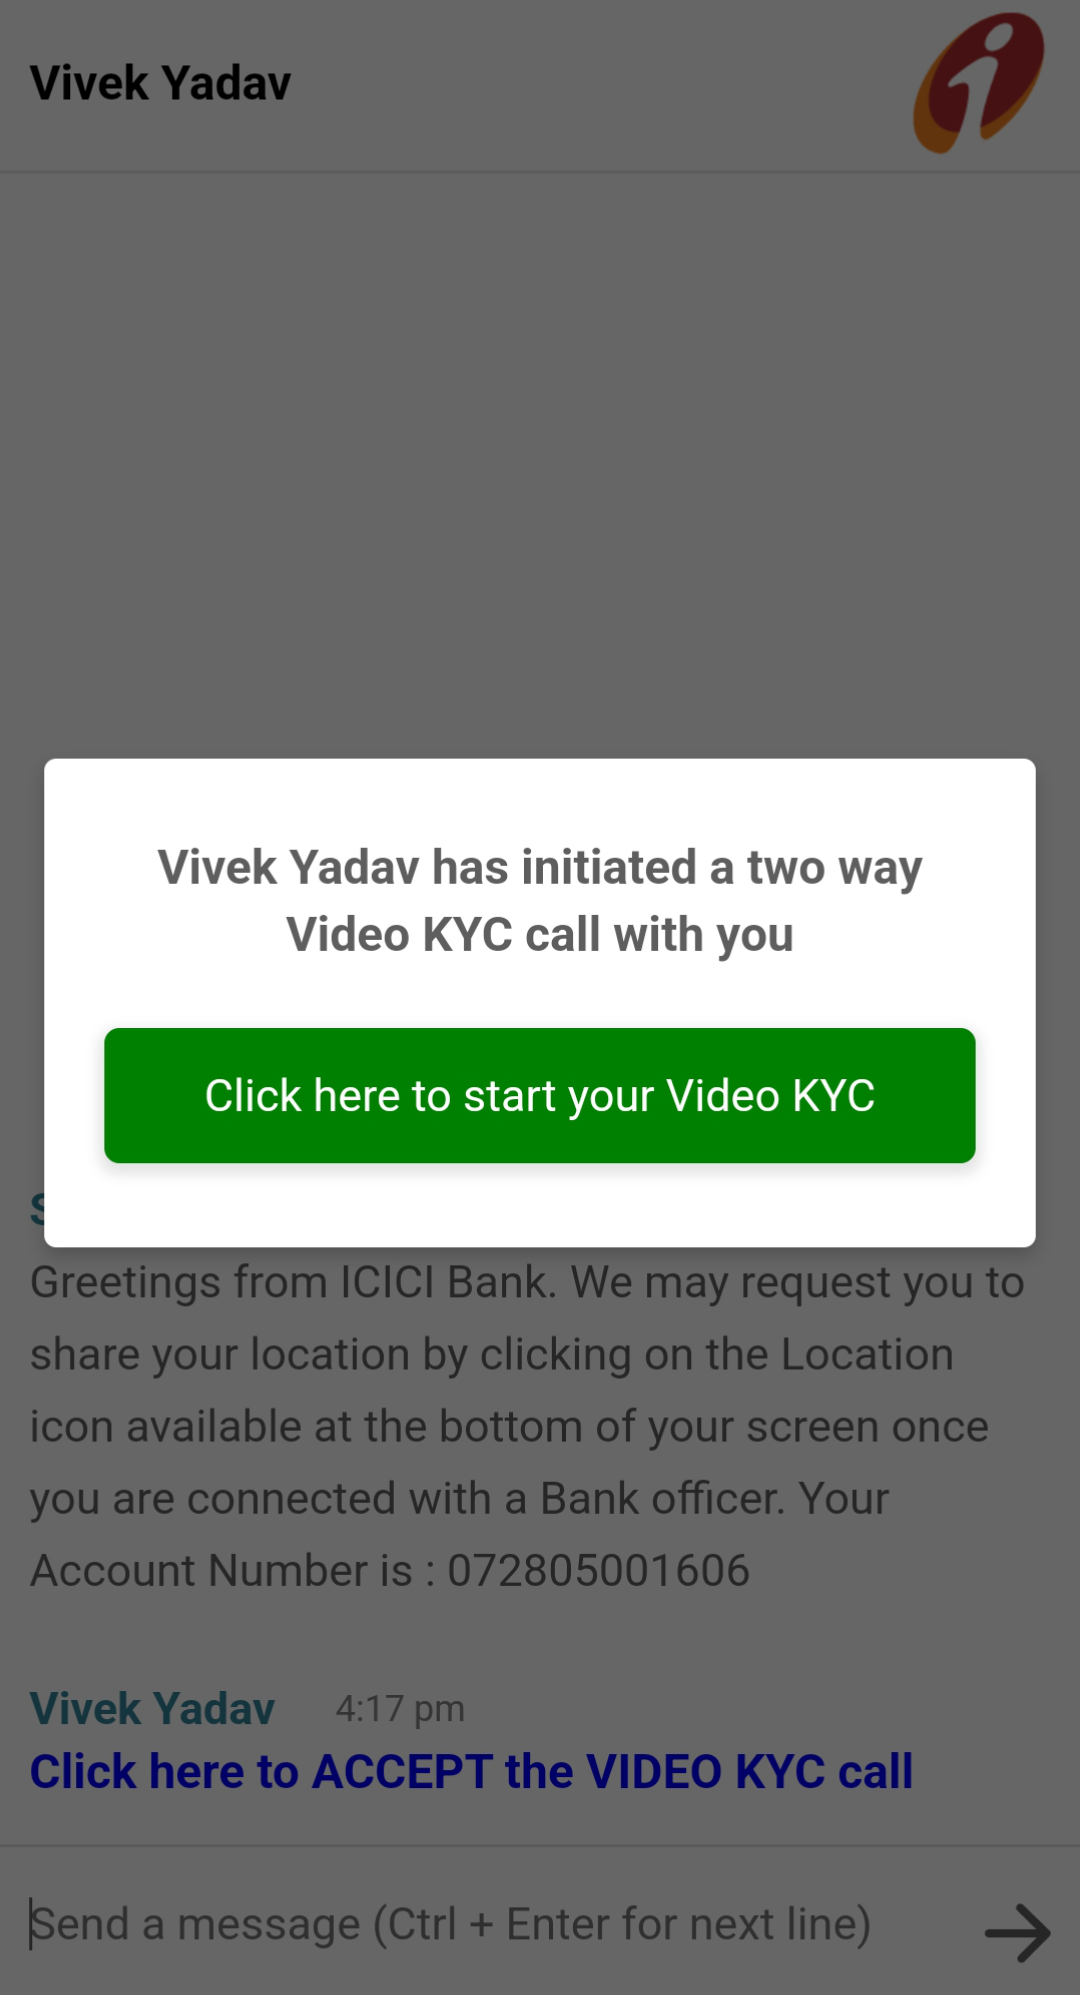 Vivek Yadav
Vivek Yadav has initiated a two way
Video KYC call with you
Click here to start your Video KYC
Greetings from ICICI Bank. We may request you to
share your location by clicking on the Location
icon available at the bottom of your screen once
you are connected with a Bank officer. Your
Account Number is : 072805001606
Vivek Yadav 4:17 pm
Click here to ACCEPT the VIDEO KYC call
Send a message (Ctrl + Enter for next line)